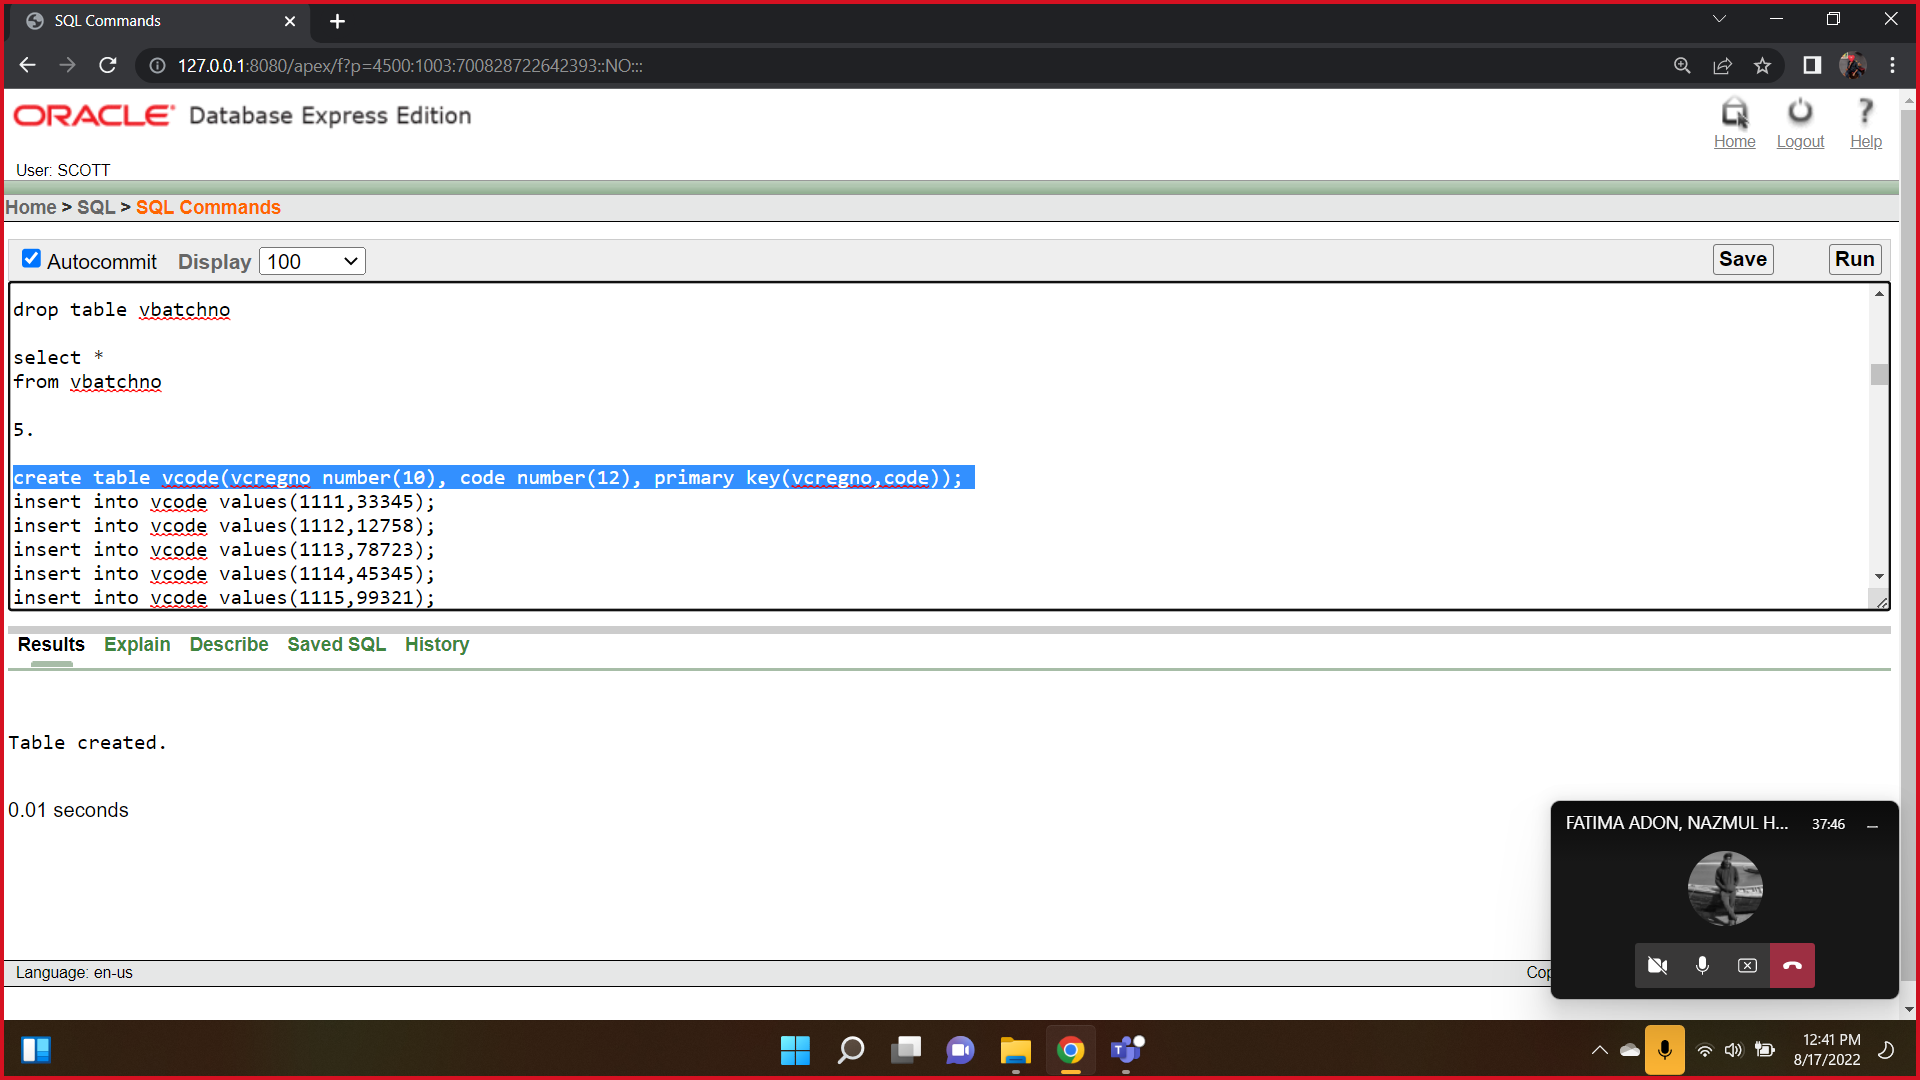 SQL Commands
127.0.0.1:8080/apex/f?p=4500:1003:700828722642393::NO:::
ORACLE Database Express Edition
Home Logout Help
User: SCOTT
Home > SQL > SQL Commands
Autocommit Display 100 Save Run
drop table vbatchno
select *
from vbatchno
5.
create table vcode(vcregno number(10), code number(12), primary key(vcregno,code));
insert into vcode values(1111,33345);
insert into vcode values(1112,12758);
insert into vcode values(1113,78723);
insert into vcode values(1114,45345);
insert into vcode values(1115,99321);
Results Explain Describe Saved SQL History
Table created.
0.01 seconds
FATIMA ADON, NAZMUL H... 37:46
Language: en-us
Cop
12:41 PM
8/17/2022